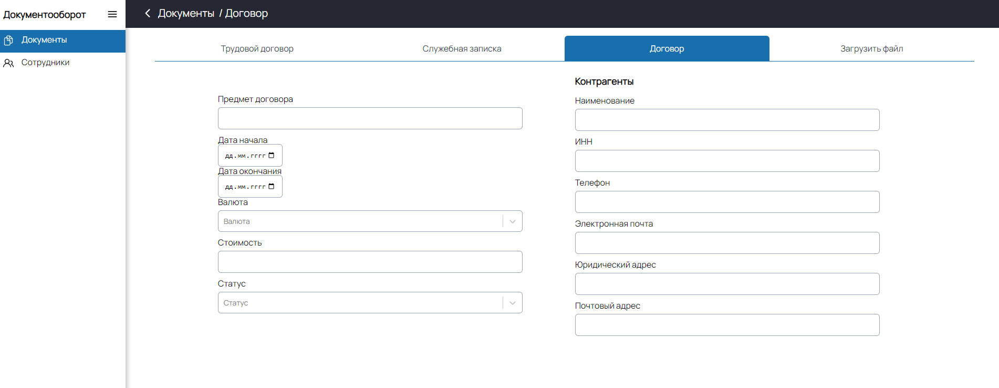 Документооборот
Документы
Сотрудники
Документы / Договор
Трудовой договор
Служебная записка
Договор
Загрузить файл
Предмет договора
Дата начала
дд.мм.гггг
Дата окончания
дд.мм.гггг
Валюта
Валюта
Стоимость
Статус
Статус
Контрагенты
Наименование
ИНН
Телефон
Электронная почта
Юридический адрес
Почтовый адрес